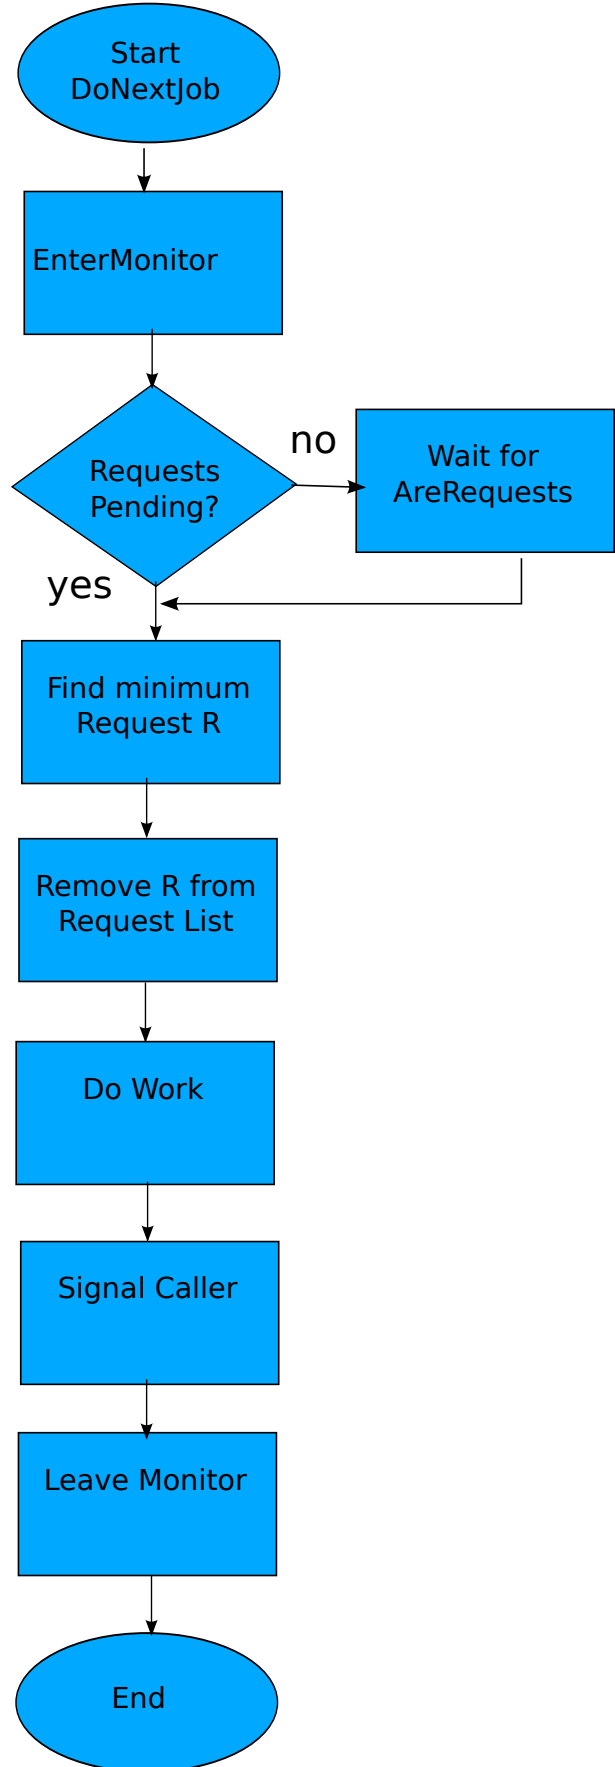 Start
DoNextJob
EnterMonitor
Requests
Pending?
no
Wait for
AreRequests
yes
Find minimum
Request R
Remove R from
Request List
Do Work
Signal Caller
Leave Monitor
End